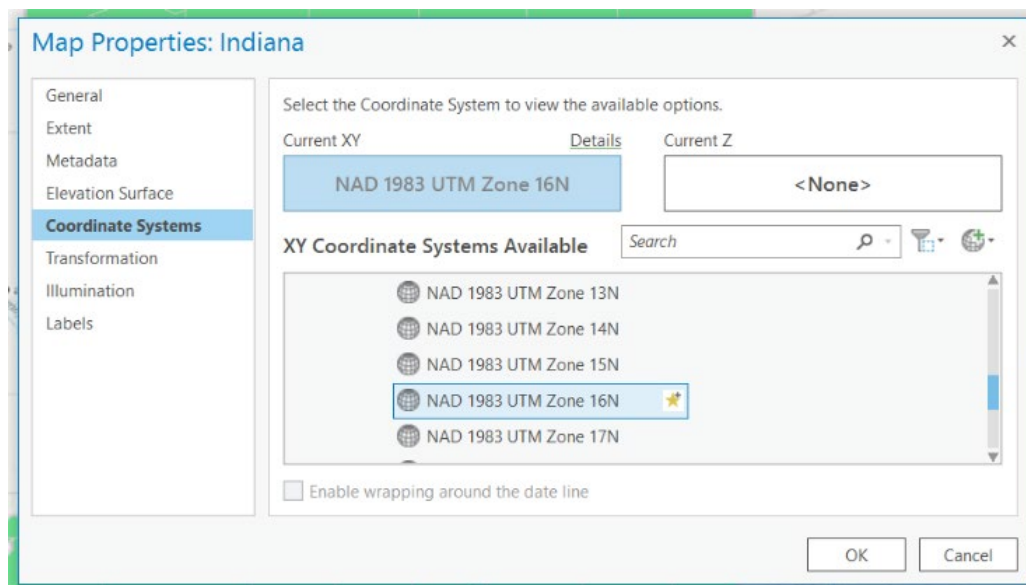 Map Properties: Indiana
General
Extent
Metadata
Elevation Surface
Coordinate Systems
Transformation
Illumination
Labels
Select the Coordinate System to view the available options.
Current XY Details Current Z
NAD 1983 UTM Zone 16N <None>
XY Coordinate Systems Available Search
NAD 1983 UTM Zone 13N
NAD 1983 UTM Zone 14N
NAD 1983 UTM Zone 15N
NAD 1983 UTM Zone 16N
NAD 1983 UTM Zone 17N
Enable wrapping around the date line
OK Cancel